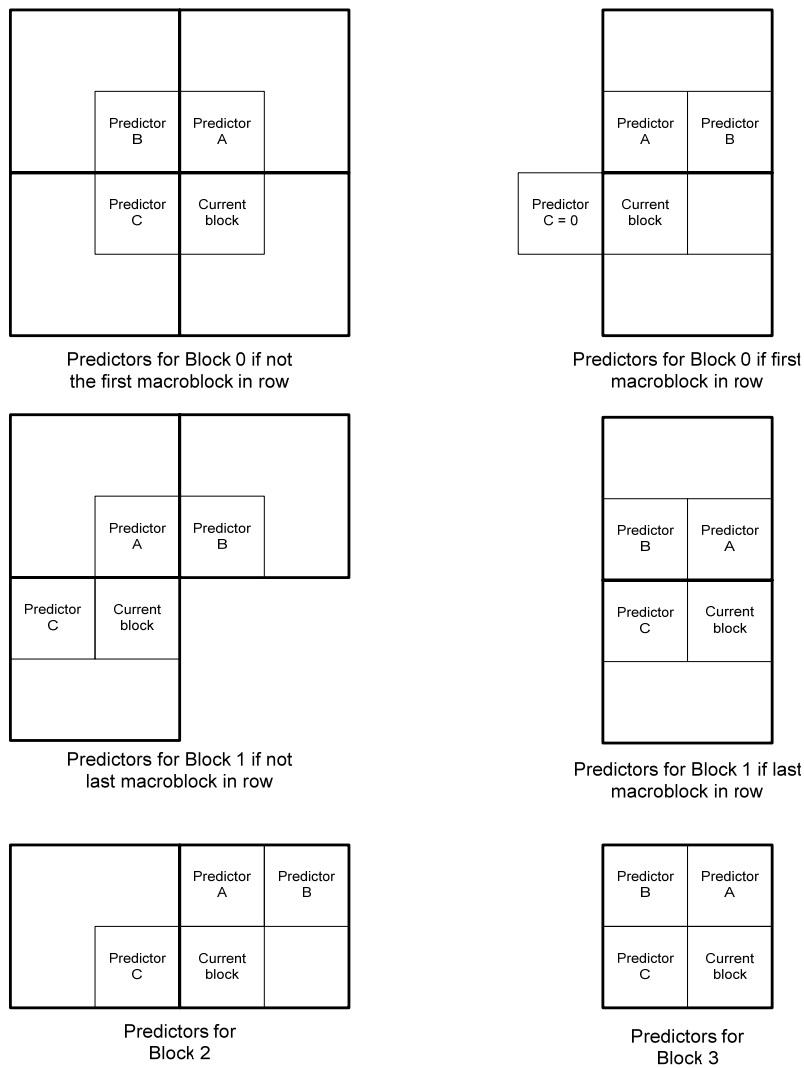 Predictor
B
Predictor
A
Predictor
C
Current
block
Predictors for Block 0 if not
the first macroblock in row
Predictor
A
Predictor
B
Predictor
C = 0
Current
block
Predictors for Block 0 if first
macroblock in row
Predictor
A
Predictor
B
Predictor
C
Current
block
Predictors for Block 1 if not
last macroblock in row
Predictor
B
Predictor
A
Predictor
C
Current
block
Predictors for Block 1 if last
macroblock in row
Predictor
A
Predictor
B
Predictor
C
Current
block
Predictors for
Block 2
Predictor
B
Predictor
A
Predictor
C
Current
block
Predictors for
Block 3